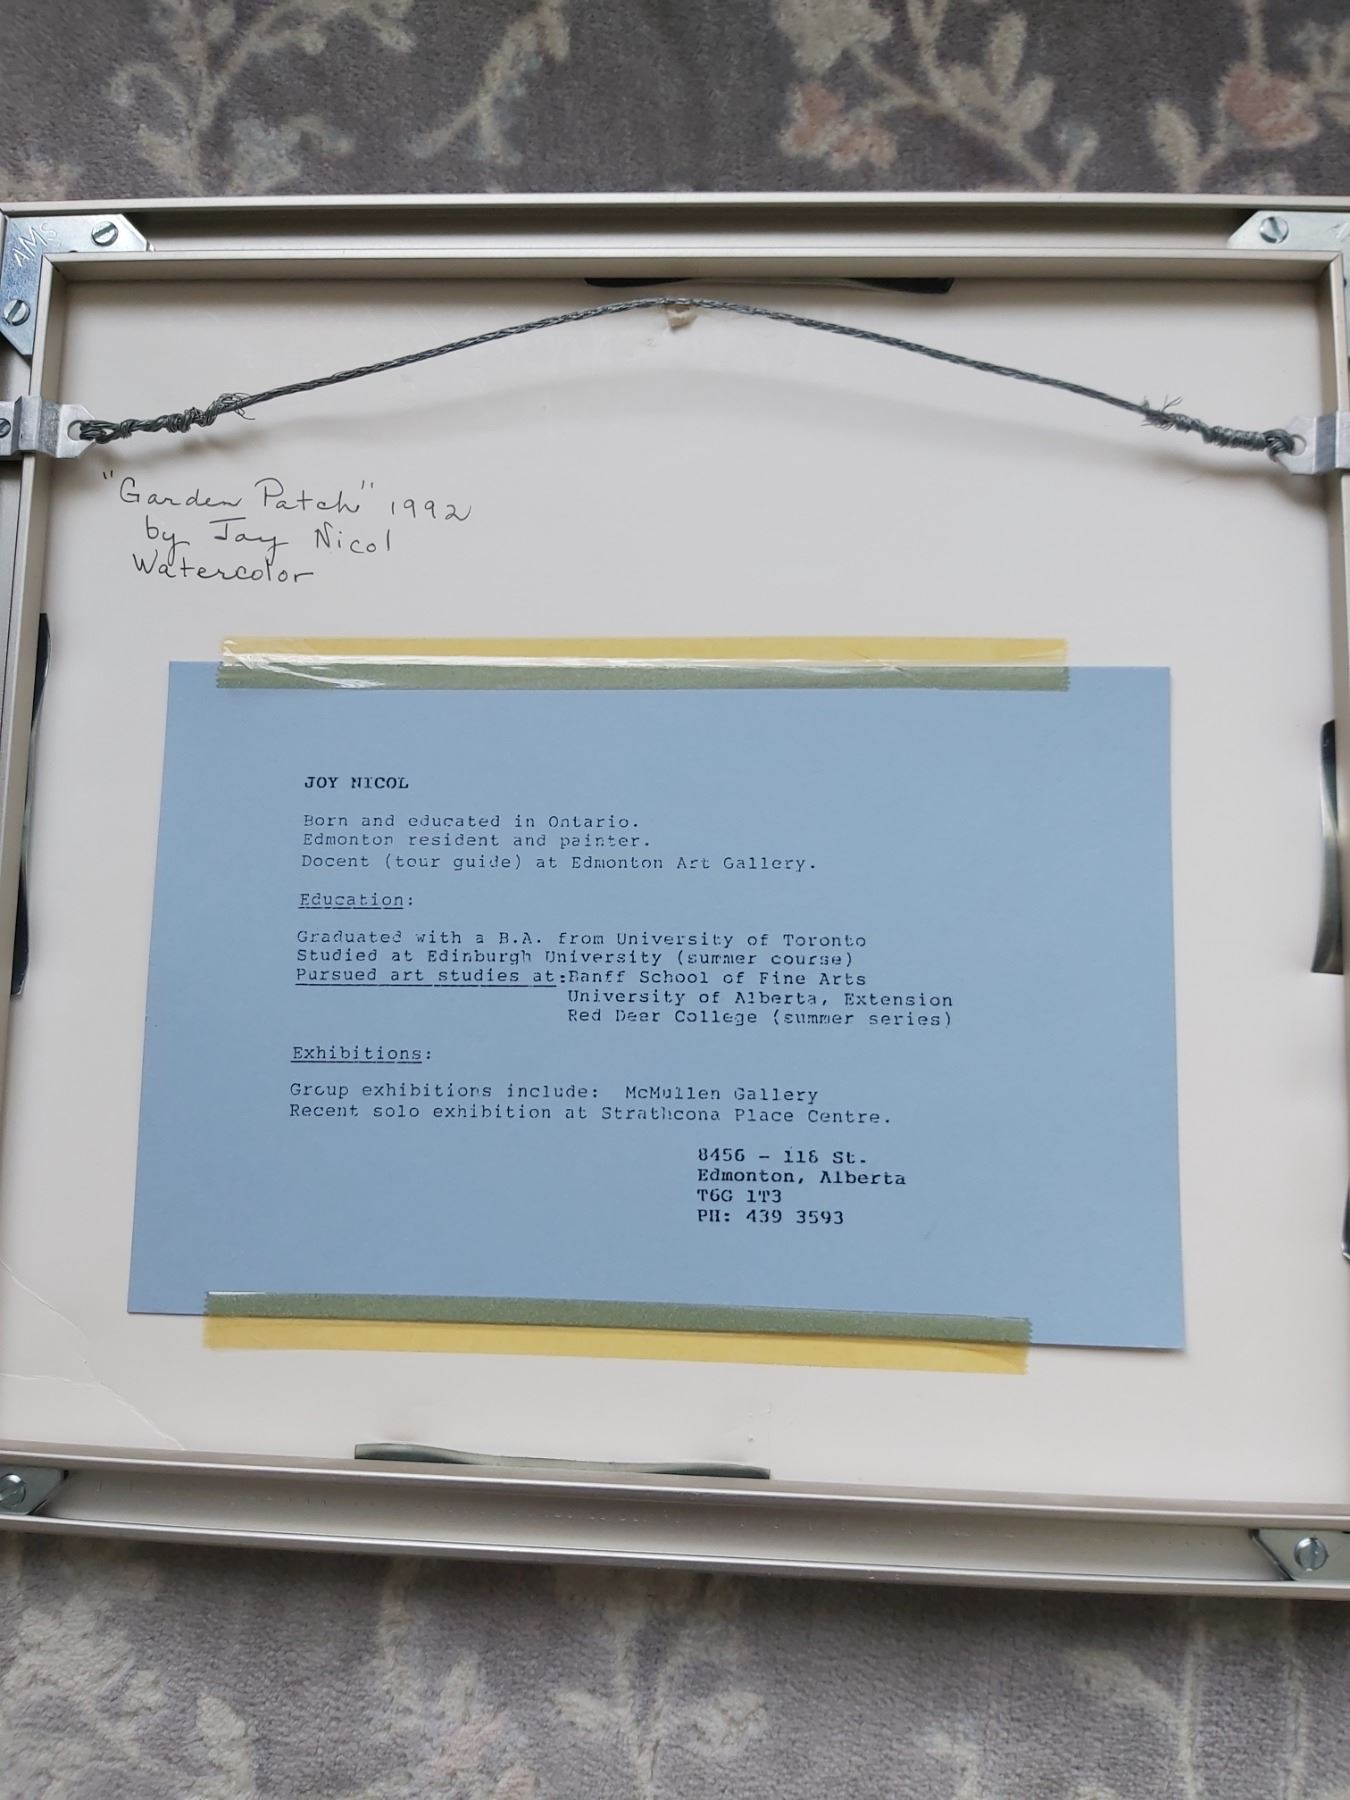 AMS
"Garden Patch" 1992
by Joy Nicol
Watercolor
JOY NICOL
Born and educated in Ontario.
Edmonton resident and painter.
Docent (tour guide) at Edmonton Art Gallery.
Education:
Graduated with a B.A. from University of Toronto
Studied at Edinburgh University (summer course)
Pursued art studies at:Banff School of Fine Arts
University of Alberta, Extension
Red Deer College (summer series)
Exhibitions:
Group exhibitions include: McMullen Gallery
Recent solo exhibition at Strathcona Place Centre.
8456 - 118 St.
Edmonton, Alberta
T6G 1T3
PH: 439 3593